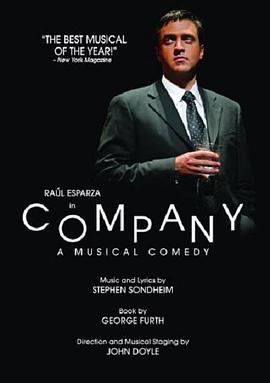 "THE BEST MUSICAL
OF THE YEAR!"
– New York Magazine
RAÚL ESPARZA
in
COMPANY
A MUSICAL COMEDY
Music and Lyrics by
STEPHEN SONDHEIM
Book by
GEORGE FURTH
Direction and Musical Staging by
JOHN DOYLE